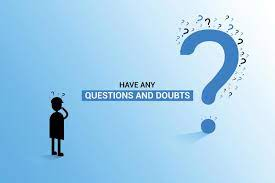 HAVE ANY
QUESTIONS AND DOUBTS
?